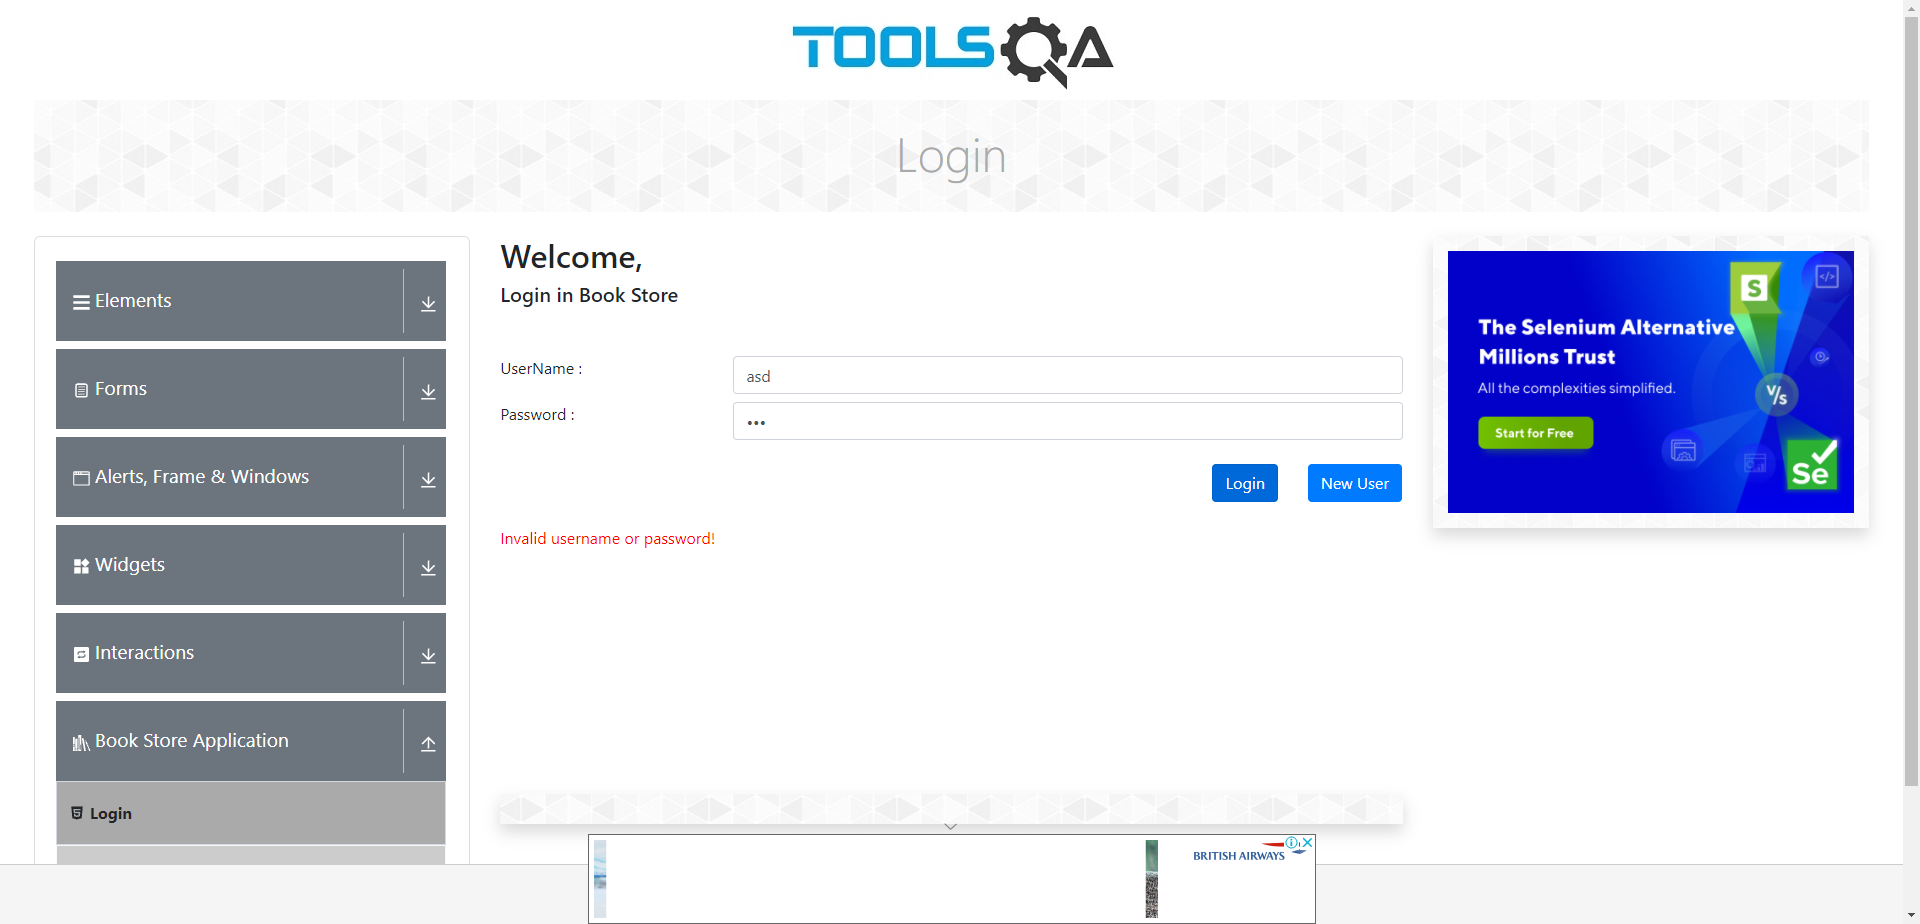 TOOLSQA
Login
Elements
Forms
Alerts, Frame & Windows
Widgets
Interactions
Book Store Application
Login
Welcome,
Login in Book Store
UserName :
asd
Password :
•••
Login
New User
Invalid username or password!
The Selenium Alternative
Millions Trust
All the complexities simplified.
Start for Free
S
</>
V/s
Se
BRITISH AIRWAYS